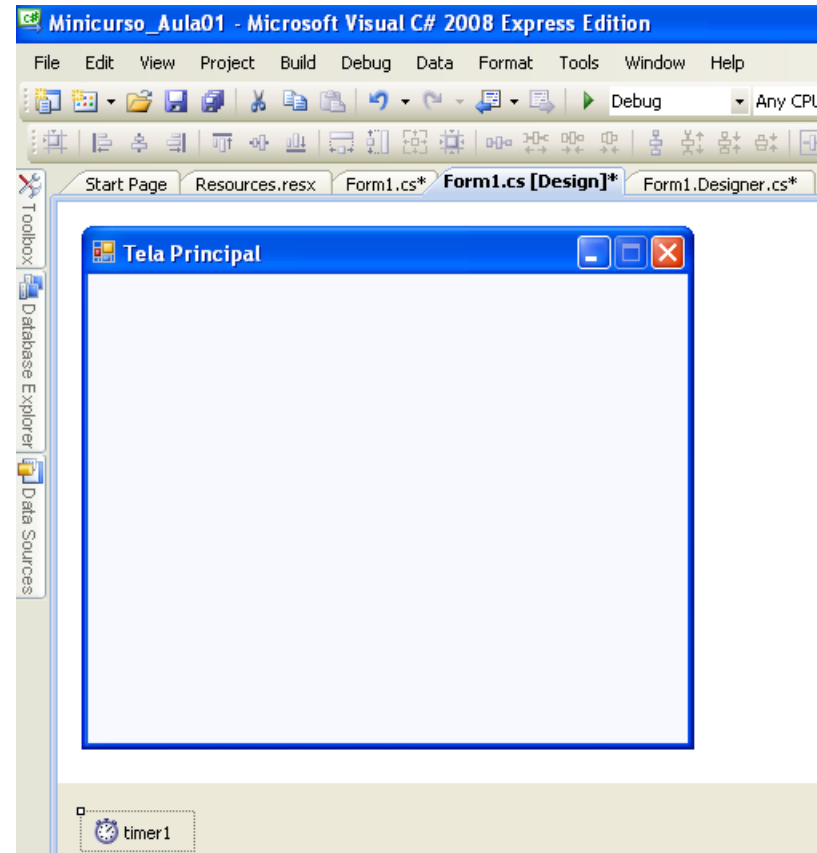 Minicurso_Aula01 - Microsoft Visual C# 2008 Express Edition
File Edit View Project Build Debug Data Format Tools Window Help
Debug Any CPU
Start Page Resources.resx Form1.cs* Form1.cs [Design]* Form1.Designer.cs*
Toolbox
Database Explorer
Data Sources
Tela Principal
timer1